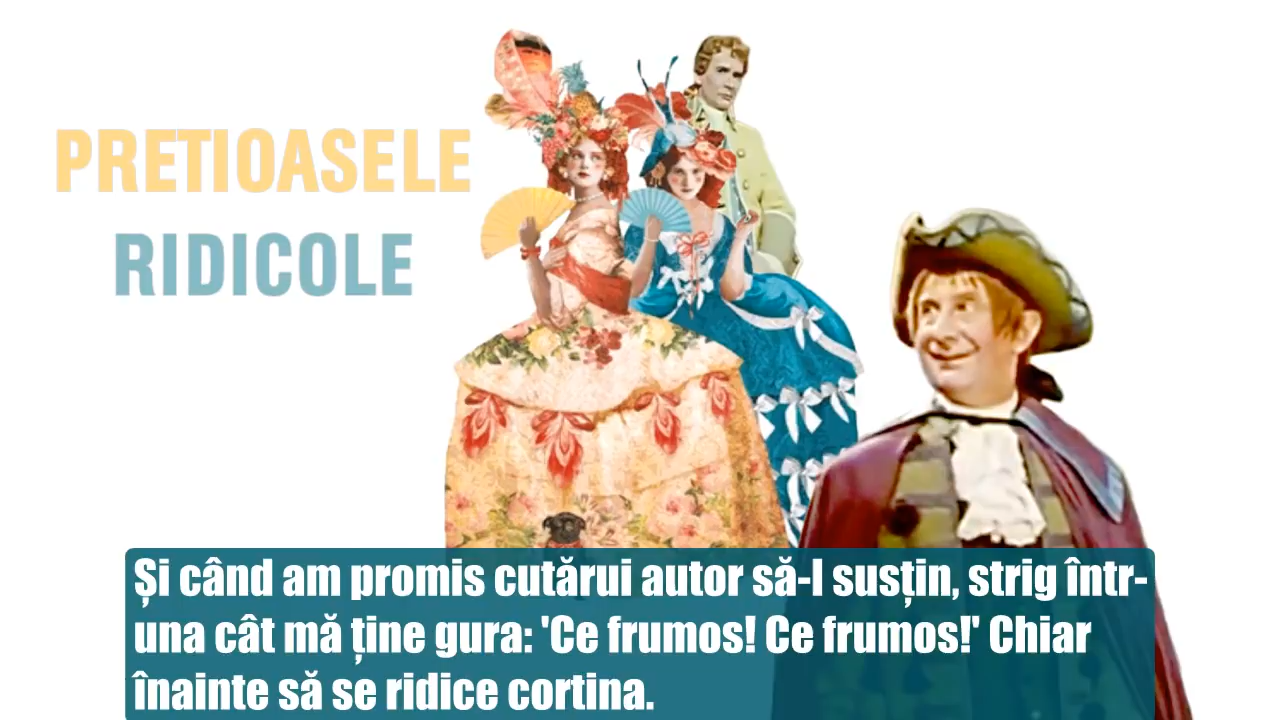 PRETIOASELE
RIDICOLE
Și când am promis cutărui autor să-l susțin, strig într-
una cât mă ține gura: 'Ce frumos! Ce frumos!' Chiar
înainte să se ridice cortina.